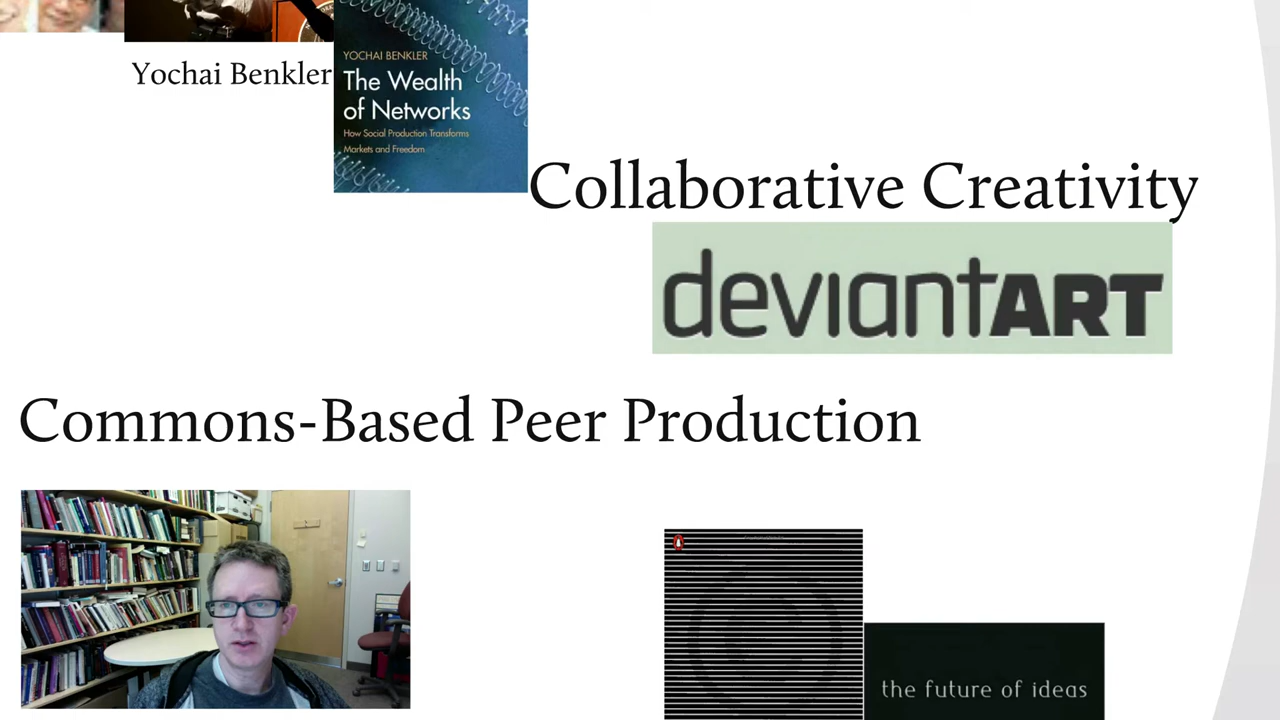 Yochai Benkler
YOCHAI BENKLER
The Wealth
of Networks
How Social Production Transforms
Markets and Freedom
Collaborative Creativity
deviantART
Commons-Based Peer Production
the future of ideas